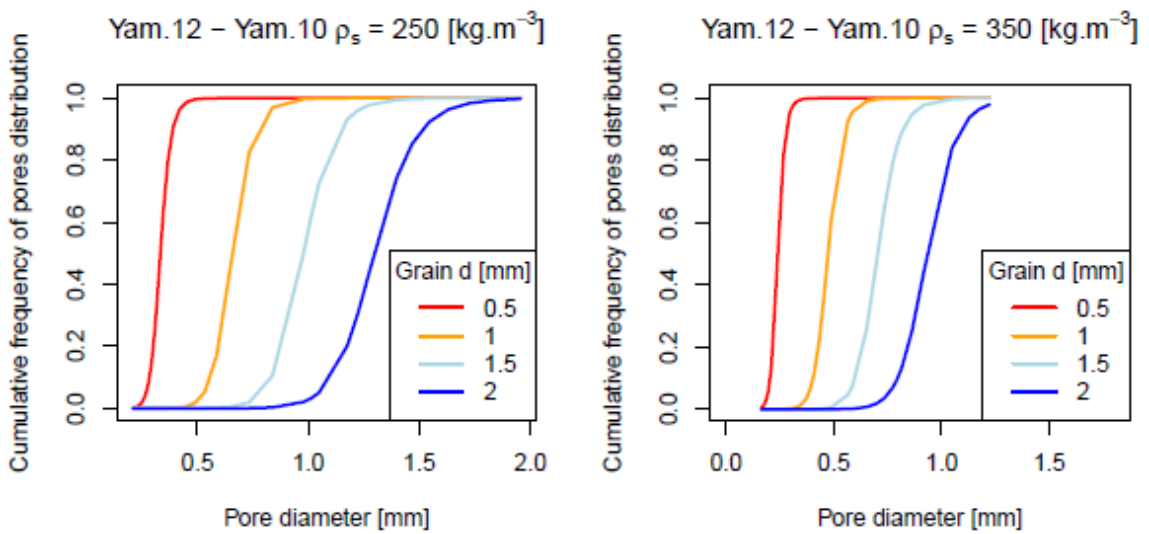 Yam.12 − Yam.10 ρs = 250 [kg.m−3]
Cumulative frequency of pores distribution
1.0
0.8
0.6
0.4
0.2
0.0
Grain d [mm]
0.5
1
1.5
2
0.5 1.0 1.5 2.0
Pore diameter [mm]
Yam.12 − Yam.10 ρs = 350 [kg.m−3]
Cumulative frequency of pores distribution
1.0
0.8
0.6
0.4
0.2
0.0
Grain d [mm]
0.5
1
1.5
2
0.0 0.5 1.0 1.5
Pore diameter [mm]